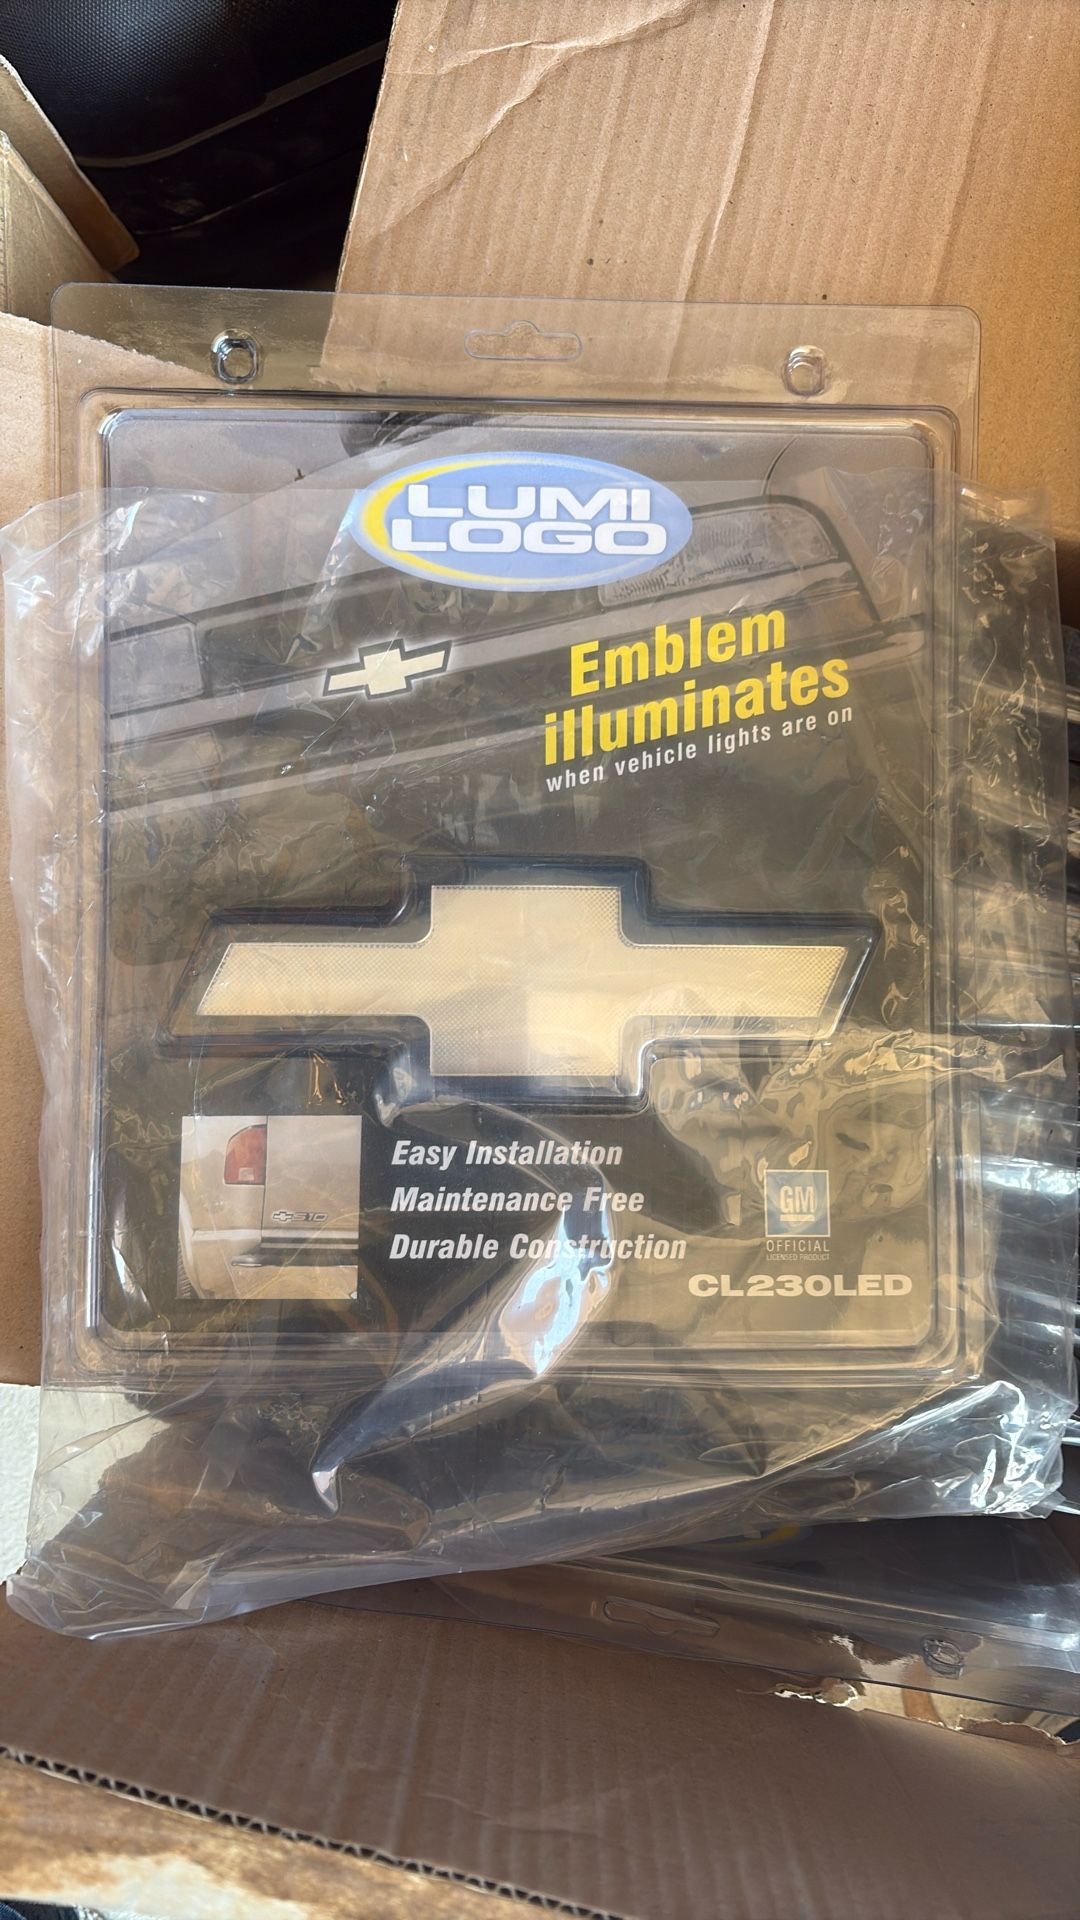 LUMI
LOGO
Emblem
illuminates
when vehicle lights are on
Easy Installation
Maintenance Free
Durable Construction
S10
GM
OFFICIAL
LICENSED PRODUCT
CL230LED